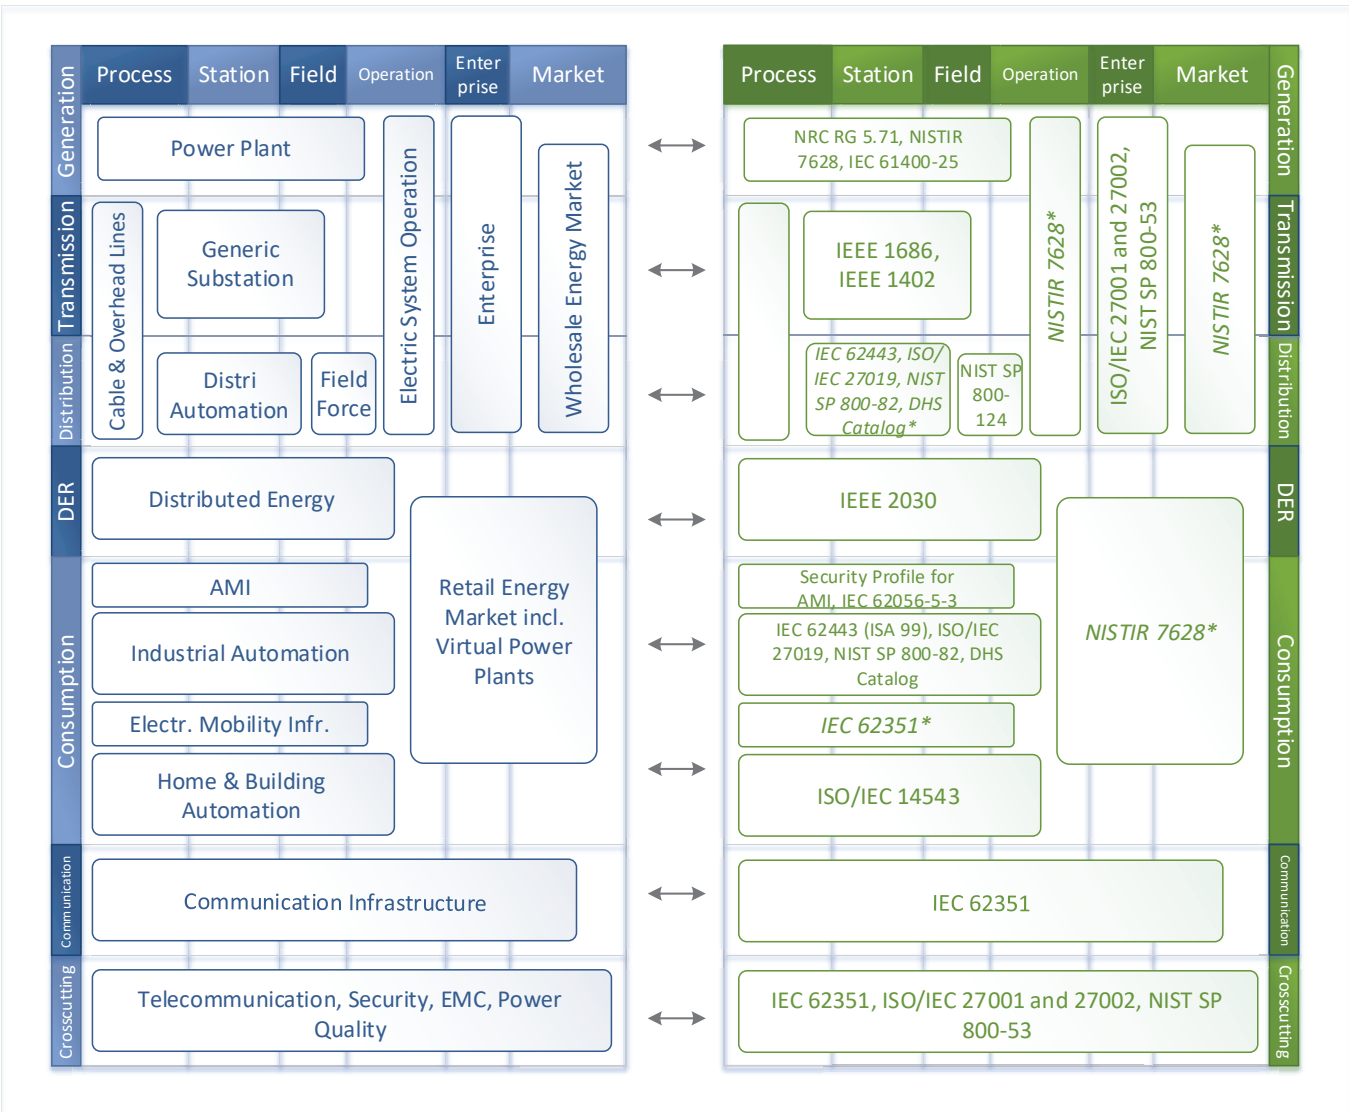 Process
Station
Field
Operation
Enter
prise
Market
Generation
Transmission
Distribution
DER
Consumption
Communication
Crosscutting
Power Plant
Cable & Overhead Lines
Generic
Substation
Distri
Automation
Field
Force
Electric System Operation
Enterprise
Wholesale Energy Market
Distributed Energy
AMI
Industrial Automation
Electr. Mobility Infr.
Home & Building
Automation
Retail Energy
Market incl.
Virtual Power
Plants
Communication Infrastructure
Telecommunication, Security, EMC, Power
Quality
Process
Station
Field
Operation
Enter
prise
Market
Generation
Transmission
Distribution
DER
Consumption
Communication
Crosscutting
NRC RG 5.71, NISTIR
7628, IEC 61400-25
IEEE 1686,
IEEE 1402
IEC 62443, ISO/
IEC 27019, NIST
SP 800-82, DHS
Catalog*
NIST SP
800-
124
NISTIR 7628*
ISO/IEC 27001 and 27002,
NIST SP 800-53
NISTIR 7628*
IEEE 2030
Security Profile for
AMI, IEC 62056-5-3
IEC 62443 (ISA 99), ISO/IEC
27019, NIST SP 800-82, DHS
Catalog
IEC 62351*
ISO/IEC 14543
NISTIR 7628*
IEC 62351
IEC 62351, ISO/IEC 27001 and 27002, NIST SP
800-53